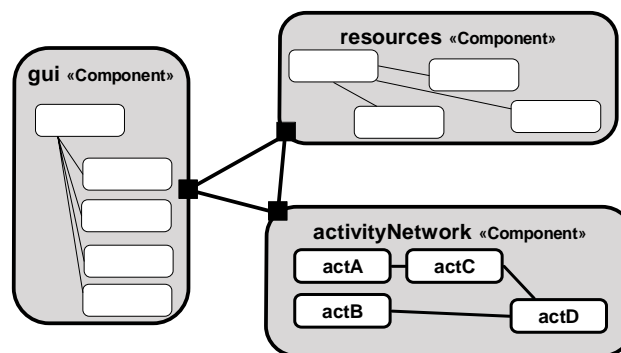 resources «Component»
gui «Component»
activityNetwork «Component»
actA actC
actB actD